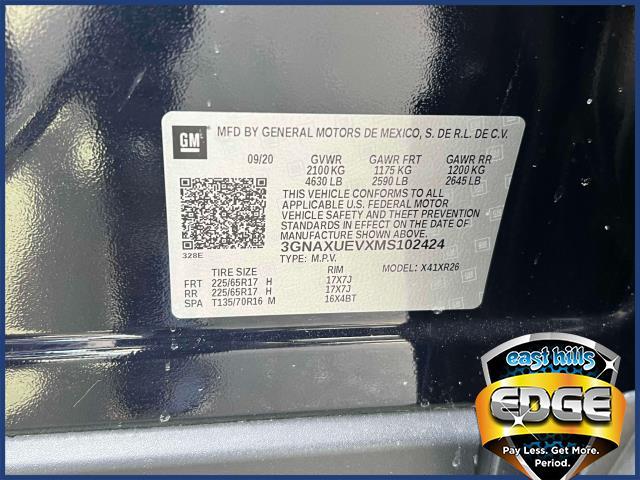 GM
MFD BY GENERAL MOTORS DE MEXICO, S. DE R.L. DE C.V.
09/20 GVWR GAWR FRT GAWR RR
2100 KG 1175 KG 1200 KG
4630 LB 2590 LB 2645 LB
THIS VEHICLE CONFORMS TO ALL
APPLICABLE U.S. FEDERAL MOTOR
VEHICLE SAFETY AND THEFT PREVENTION
STANDARDS IN EFFECT ON THE DATE OF
3GNAXUEVXMS102424
328E
TYPE: M.P.V. MODEL: X41XR26
TIRE SIZE RIM
FRT 225/65R17 H 17X7J
RR 225/65R17 H 17X7J
SPA T135/70R16 M 16X4BT
east hills
EDGE
Pay Less. Get More.
Period.